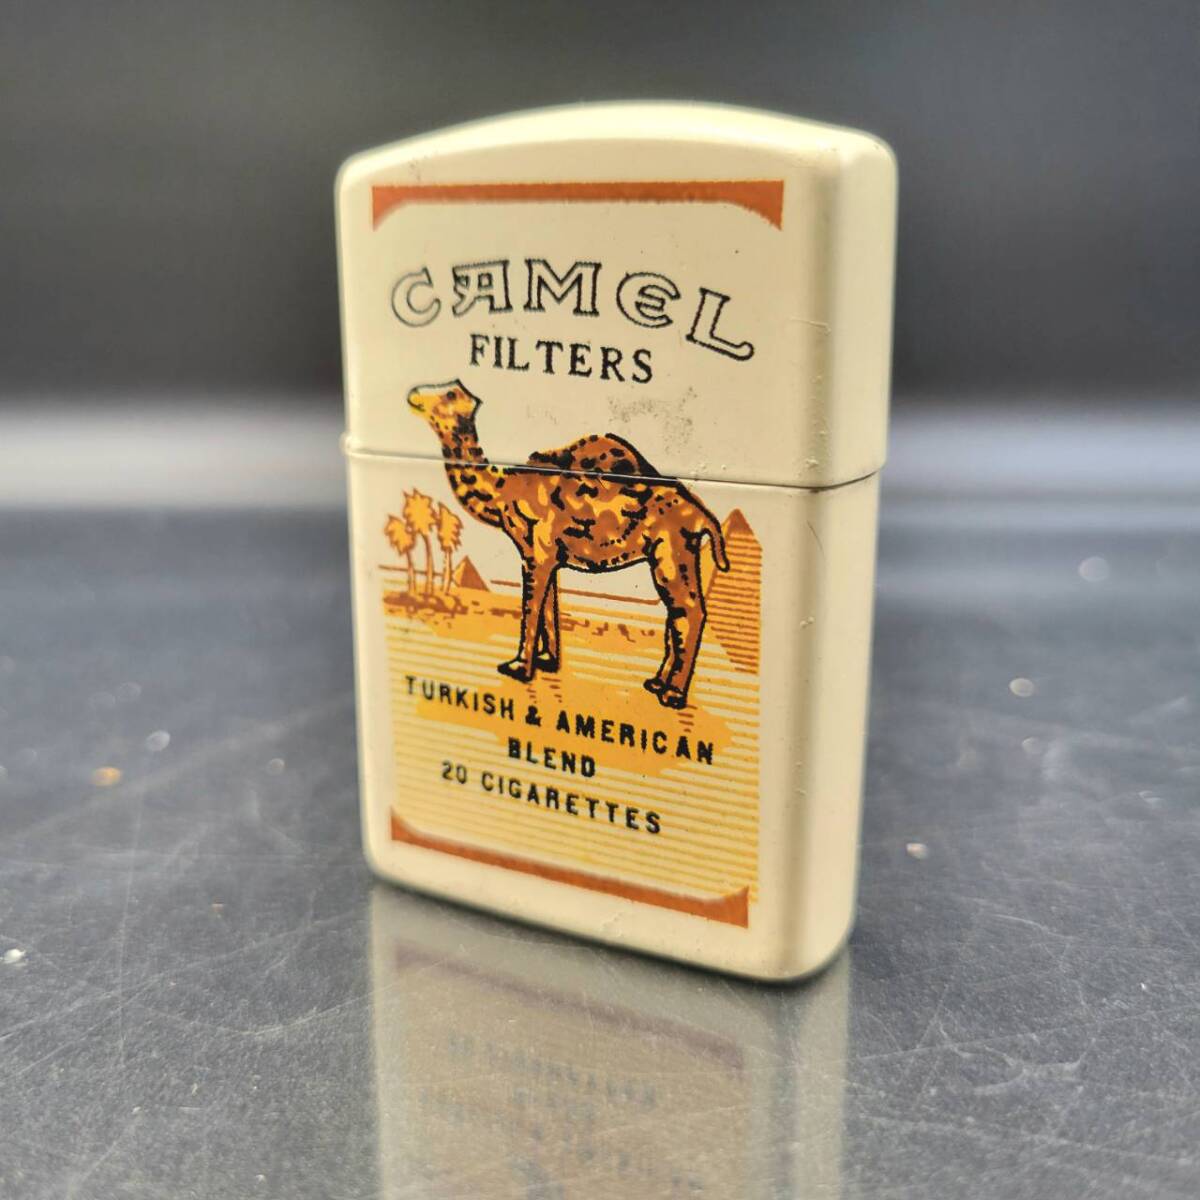 CAMEL
FILTERS
TURKISH & AMERICAN
BLEND
20 CIGARETTES